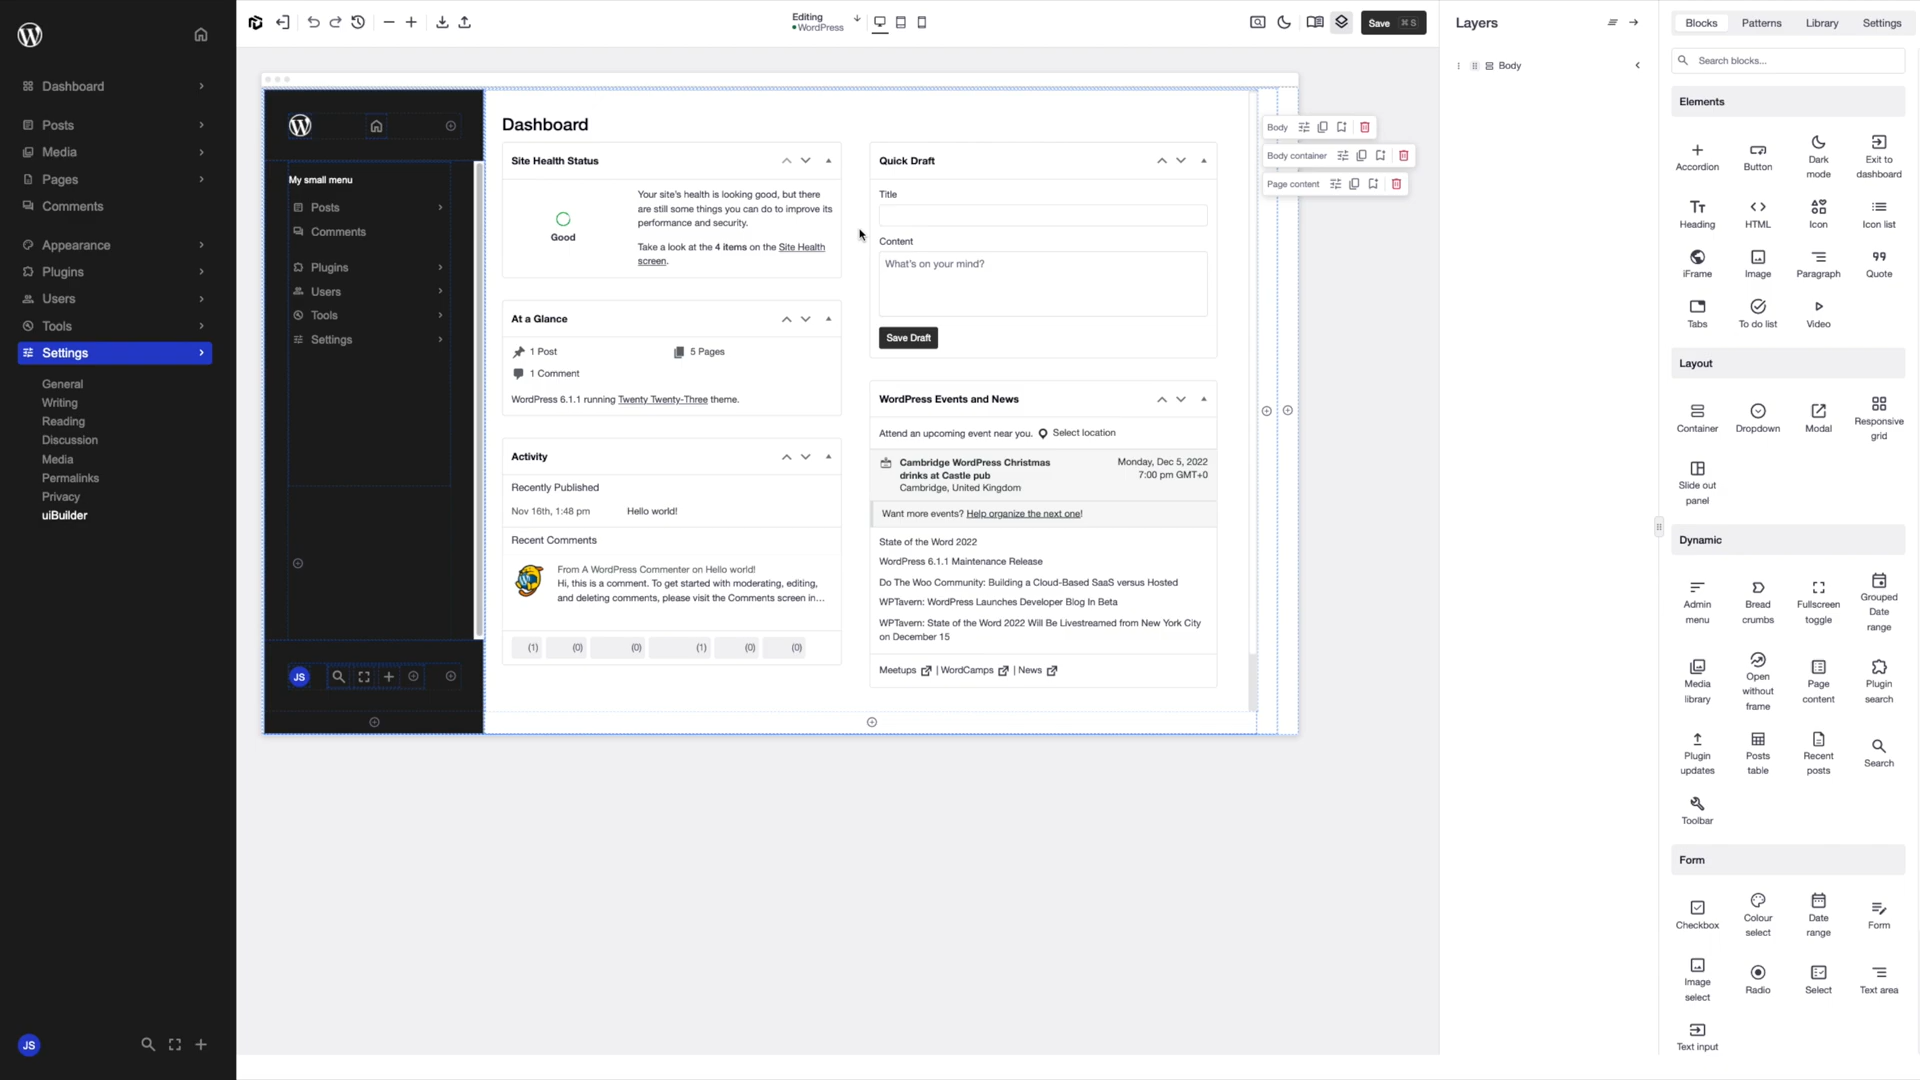 Dashboard
Posts
Media
Pages
Comments
Appearance
Plugins
Users
Tools
Settings
General
Writing
Reading
Discussion
Media
Permalinks
Privacy
uiBuilder
JS
Editing
WordPress
Save ⌘ S
My small menu
Posts
Comments
Plugins
Users
Tools
Settings
JS
Dashboard
Site Health Status
Good
Your site's health is looking good, but there
are still some things you can do to improve its
performance and security.
Take a look at the 4 items on the Site Health
screen.
At a Glance
1 Post
5 Pages
1 Comment
WordPress 6.1.1 running Twenty Twenty-Three theme.
Activity
Recently Published
Nov 16th, 1:48 pm
Hello world!
Recent Comments
From A WordPress Commenter on Hello world!
Hi, this is a comment. To get started with moderating, editing,
and deleting comments, please visit the Comments screen in...
(1) (0) (0) (1) (0) (0)
Quick Draft
Title
Content
What's on your mind?
Save Draft
WordPress Events and News
Attend an upcoming event near you. Select location
Cambridge WordPress Christmas
drinks at Castle pub
Cambridge, United Kingdom
Monday, Dec 5, 2022
7:00 pm GMT+0
Want more events? Help organize the next one!
State of the Word 2022
WordPress 6.1.1 Maintenance Release
Do The Woo Community: Building a Cloud-Based SaaS versus Hosted
WPTavern: WordPress Launches Developer Blog In Beta
WPTavern: State of the Word 2022 Will Be Livestreamed from New York City
on December 15
Meetups | WordCamps | News
Body
Body container
Page content
Layers
Body
Blocks
Patterns
Library
Settings
Search blocks...
Elements
Accordion
Button
Dark
mode
Exit to
dashboard
Heading
HTML
Icon
Icon list
iFrame
Image
Paragraph
Quote
Tabs
To do list
Video
Layout
Container
Dropdown
Modal
Responsive
grid
Slide out
panel
Dynamic
Admin
menu
Bread
crumbs
Fullscreen
toggle
Grouped
Date
range
Media
library
Open
without
frame
Page
content
Plugin
search
Plugin
updates
Posts
table
Recent
posts
Search
Toolbar
Form
Checkbox
Colour
select
Date
range
Form
Image
select
Radio
Select
Text area
Text input